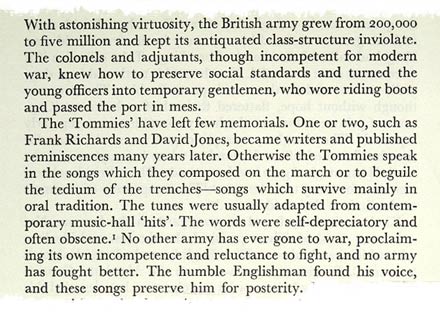 With astonishing virtuosity, the British army grew from 200,000
to five million and kept its antiquated class-structure inviolate.
The colonels and adjutants, though incompetent for modern
war, knew how to preserve social standards and turned the
young officers into temporary gentlemen, who wore riding boots
and passed the port in mess.
The ‘Tommies’ have left few memorials. One or two, such as
Frank Richards and David Jones, became writers and published
reminiscences many years later. Otherwise the Tommies speak
in the songs which they composed on the march or to beguile
the tedium of the trenches—songs which survive mainly in
oral tradition. The tunes were usually adapted from contem-
porary music-hall ‘hits’. The words were self-depreciatory and
often obscene.¹ No other army has ever gone to war, proclaim-
ing its own incompetence and reluctance to fight, and no army
has fought better. The humble Englishman found his voice,
and these songs preserve him for posterity.